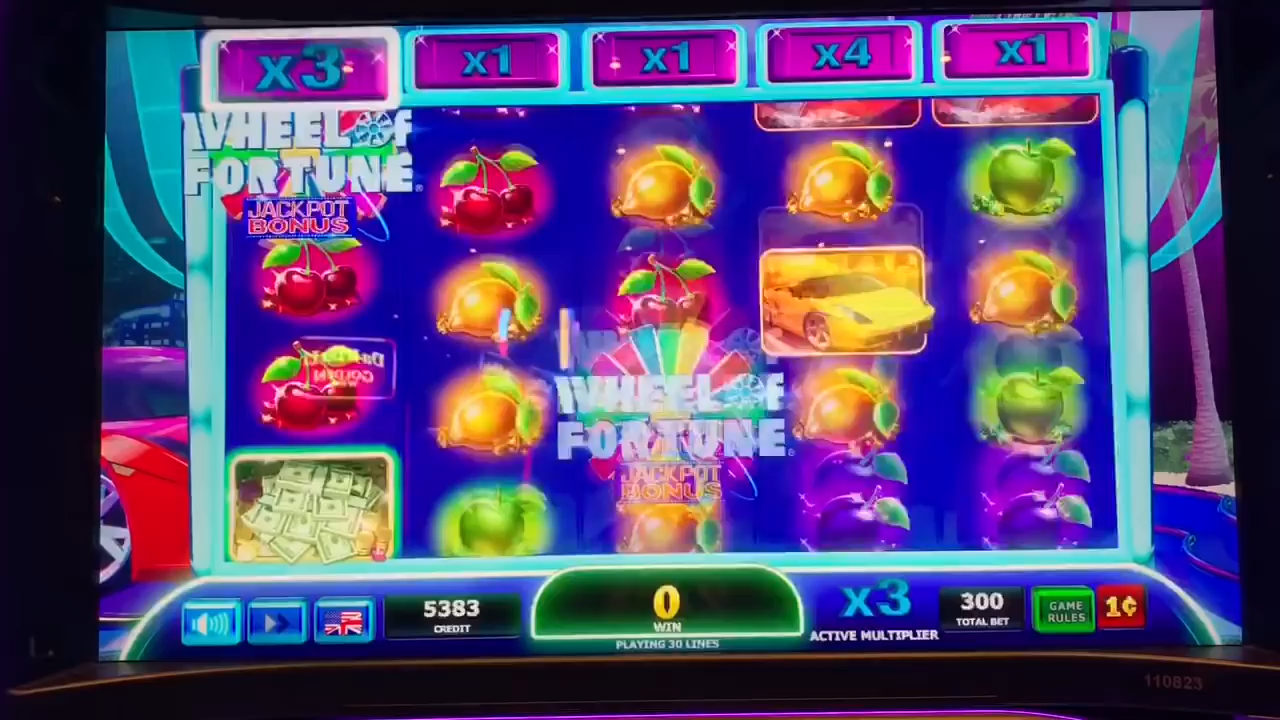 x3
x1
x1
x4
x1
WHEEL OF
FORTUNE®
JACKPOT
BONUS
WHEEL OF
FORTUNE®
JACKPOT
BONUS
5383
CREDIT
0
WIN
PLAYING 30 LINES
x3
ACTIVE MULTIPLIER
300
TOTAL BET
GAME
RULES
1¢
110823